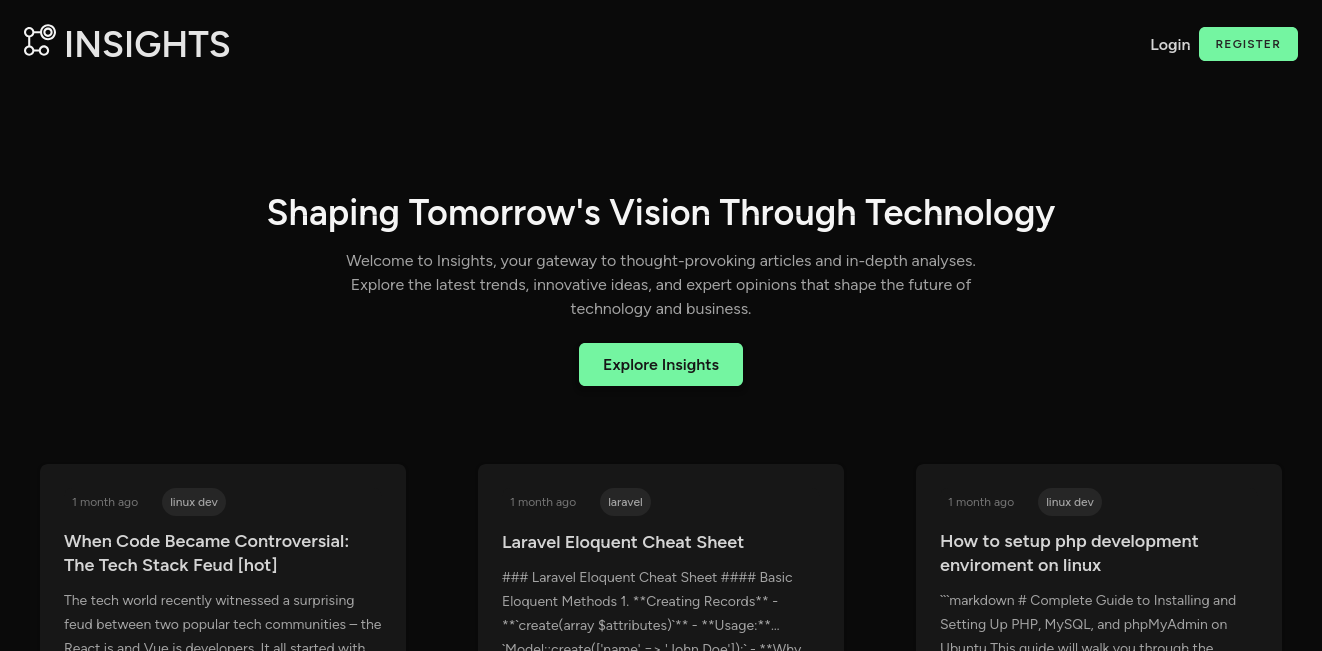 INSIGHTS
Login
REGISTER
Shaping Tomorrow's Vision Through Technology
Welcome to Insights, your gateway to thought-provoking articles and in-depth analyses.
Explore the latest trends, innovative ideas, and expert opinions that shape the future of
technology and business.
Explore Insights
1 month ago
linux dev
When Code Became Controversial:
The Tech Stack Feud [hot]
The tech world recently witnessed a surprising
feud between two popular tech communities – the
React.js and Vue.js developers. It all started with
1 month ago
laravel
Laravel Eloquent Cheat Sheet
### Laravel Eloquent Cheat Sheet #### Basic
Eloquent Methods 1. **Creating Records** -
**`create(array $attributes)`** - **Usage:**...
`Model::create(['name' => 'John Doe']);` - **Why
1 month ago
linux dev
How to setup php development
enviroment on linux
```markdown # Complete Guide to Installing and
Setting Up PHP, MySQL, and phpMyAdmin on
Ubuntu This guide will walk you through the